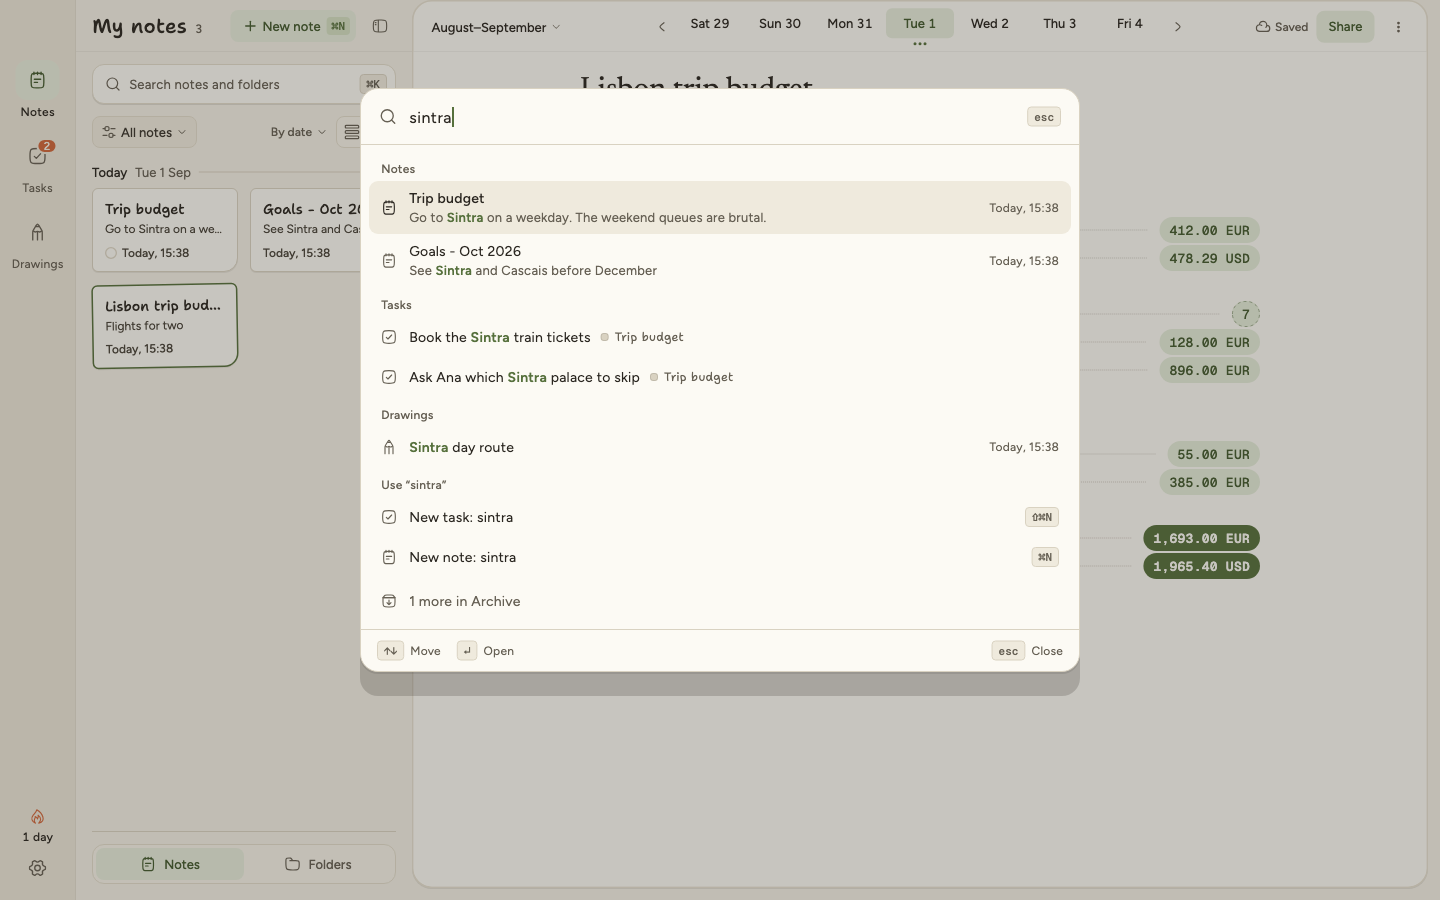 My notes 3
New note ⌘N
August–September
Sat 29
Sun 30
Mon 31
Tue 1
Wed 2
Thu 3
Fri 4
Saved
Share
Search notes and folders ⌘K
Notes
2
Tasks
Drawings
All notes
By date
Today Tue 1 Sep
Trip budget
Go to Sintra on a we...
Today, 15:38
Goals - Oct 20
See Sintra and Cas
Today, 15:38
Lisbon trip bud...
Flights for two
Today, 15:38
1 day
Notes
Folders
Lisbon trip budget
sintra
esc
Notes
Trip budget
Go to Sintra on a weekday. The weekend queues are brutal.
Today, 15:38
Goals - Oct 2026
See Sintra and Cascais before December
Today, 15:38
Tasks
Book the Sintra train tickets Trip budget
Ask Ana which Sintra palace to skip Trip budget
Drawings
Sintra day route
Today, 15:38
Use “sintra”
New task: sintra ⇧⌘N
New note: sintra ⌘N
1 more in Archive
↑↓ Move
↵ Open
esc Close
412.00 EUR
478.29 USD
7
128.00 EUR
896.00 EUR
55.00 EUR
385.00 EUR
1,693.00 EUR
1,965.40 USD